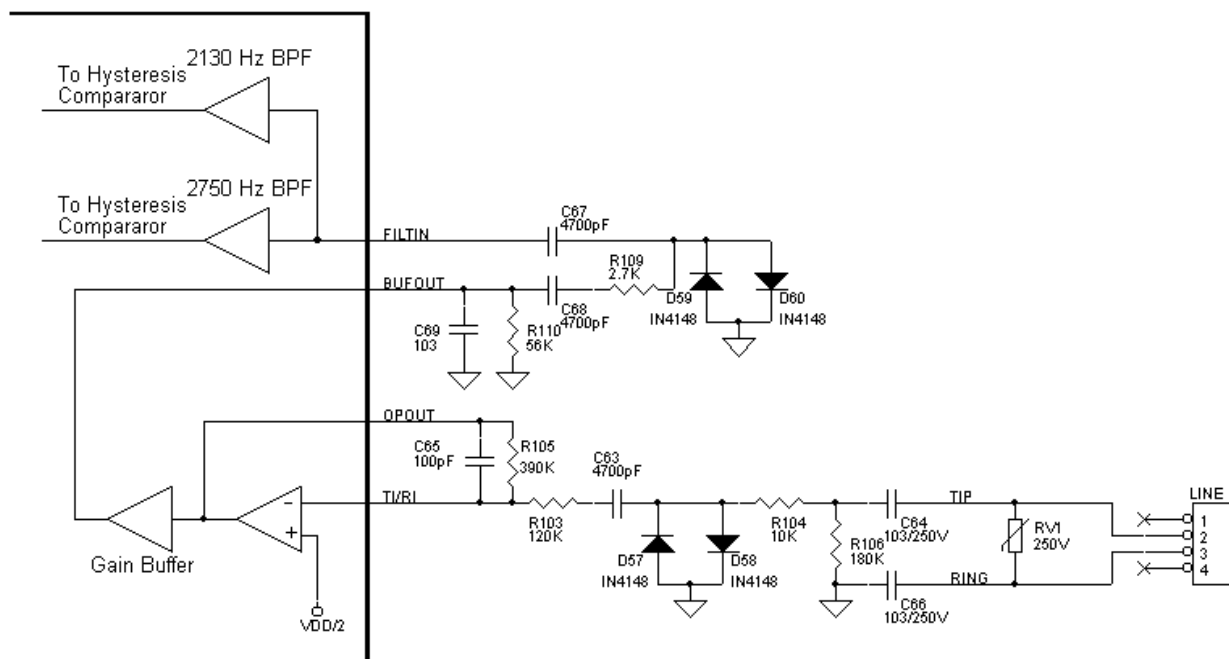 2130 Hz BPF
To Hysteresis
Compararor
2750 Hz BPF
To Hysteresis
Compararor
FILTIN
C67
4700pF
R109
2.7K
BUFOUT
C68
4700pF
D59
IN4148
D60
IN4148
C69
103
R110
56K
OPOUT
C65
100pF
R105
390K
C63
4700pF
TI/RI
R103
120K
D57
IN4148
D58
IN4148
R104
10K
R106
180K
C64
103/250V
TIP
RV1
250V
RING
C66
103/250V
LINE
1
2
3
4
-
+
Gain Buffer
VDD/2